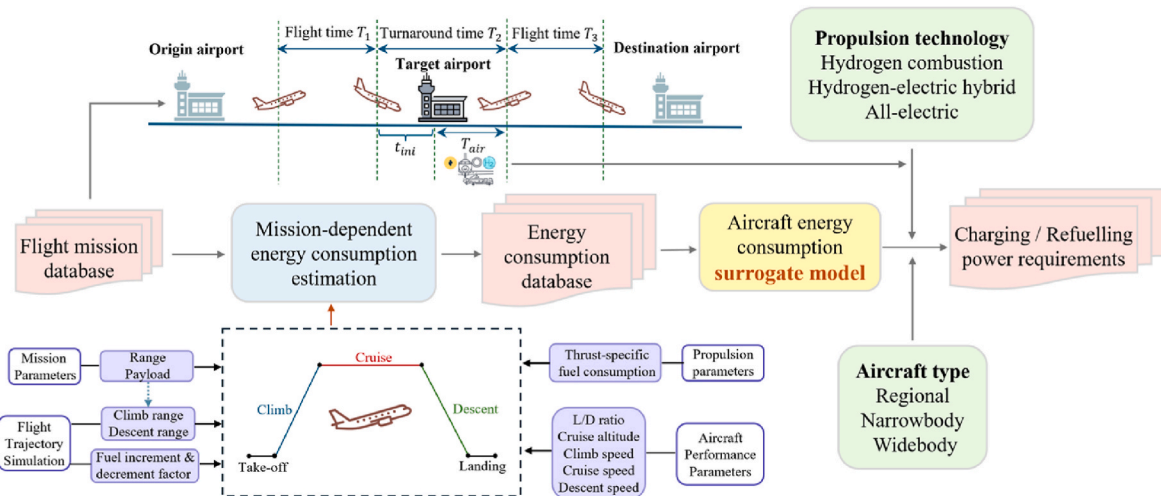 Flight time T₁
Turnaround time T₂
Flight time T₃
Origin airport
Target airport
Destination airport
t_ini
T_air
Propulsion technology
Hydrogen combustion
Hydrogen-electric hybrid
All-electric
Flight mission
database
Mission-dependent
energy consumption
estimation
Energy
consumption
database
Aircraft energy
consumption
surrogate model
Charging / Refuelling
power requirements
Mission
Parameters
Range
Payload
Flight
Trajectory
Simulation
Climb range
Descent range
Fuel increment &
decrement factor
Cruise
Climb
Descent
Take-off
Landing
Thrust-specific
fuel consumption
Propulsion
parameters
L/D ratio
Cruise altitude
Climb speed
Cruise speed
Descent speed
Aircraft
Performance
Parameters
Aircraft type
Regional
Narrowbody
Widebody